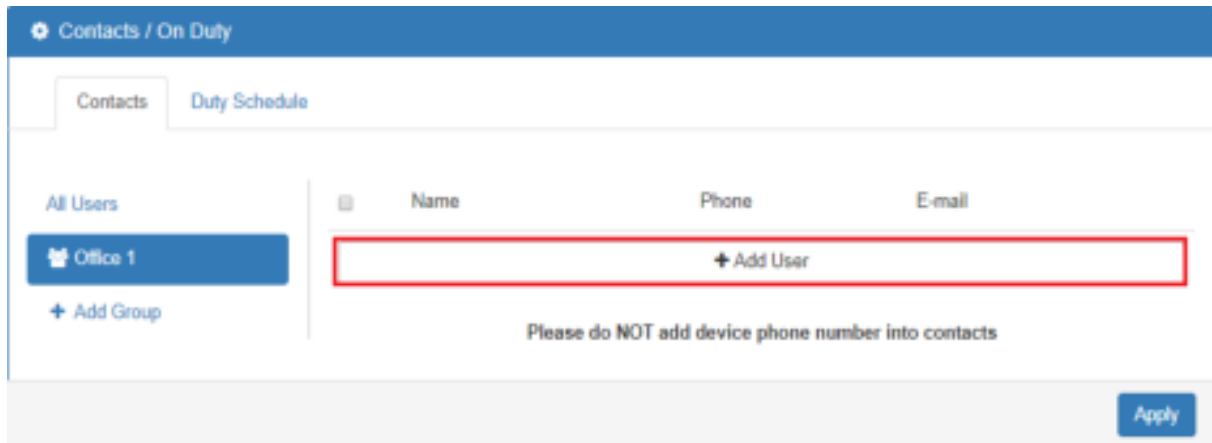 Contacts / On Duty
Contacts Duty Schedule
All Users
Name Phone E-mail
Office 1
+ Add User
+ Add Group
Please do NOT add device phone number into contacts
Apply